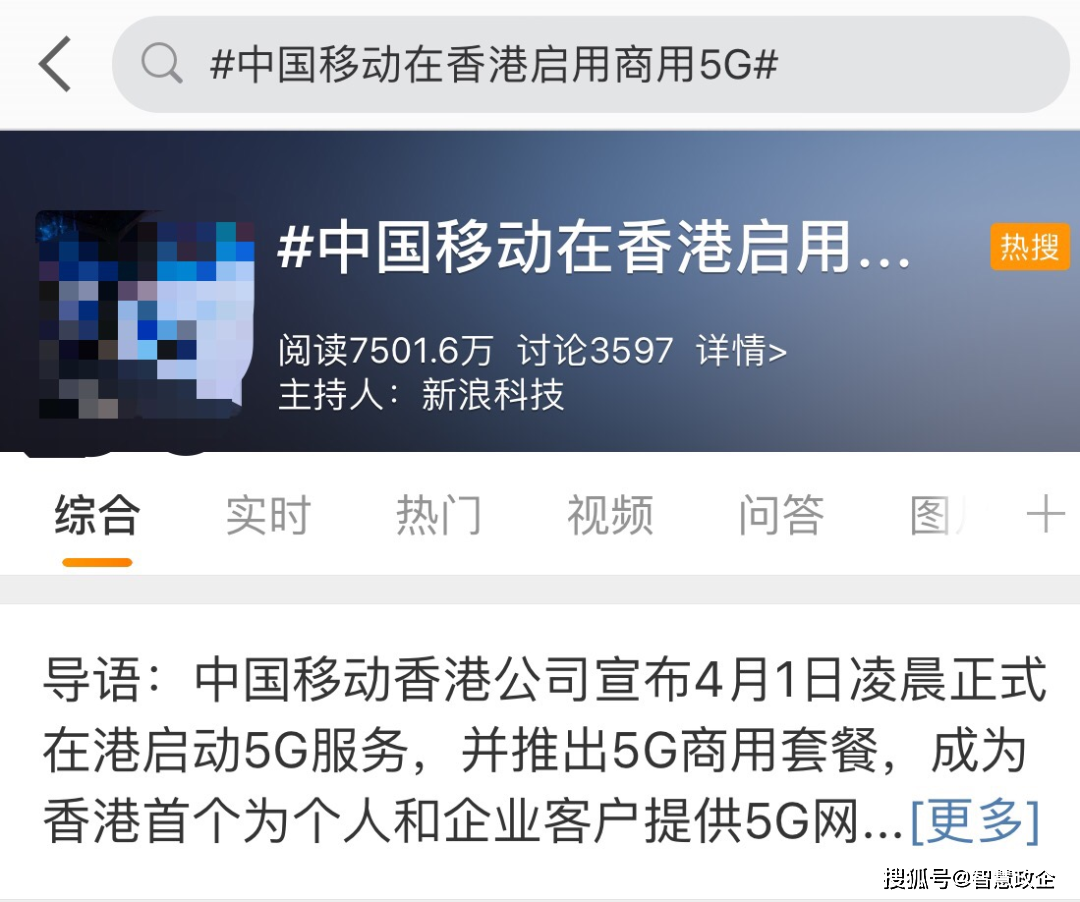 #中国移动在香港启用商用5G#
#中国移动在香港启用...
热搜
阅读7501.6万 讨论3597 详情>
主持人：新浪科技
综合 实时 热门 视频 问答 图
导语：中国移动香港公司宣布4月1日凌晨正式
在港启动5G服务，并推出5G商用套餐，成为
香港首个为个人和企业客户提供5G网...[更多]
搜狐号@智慧政企